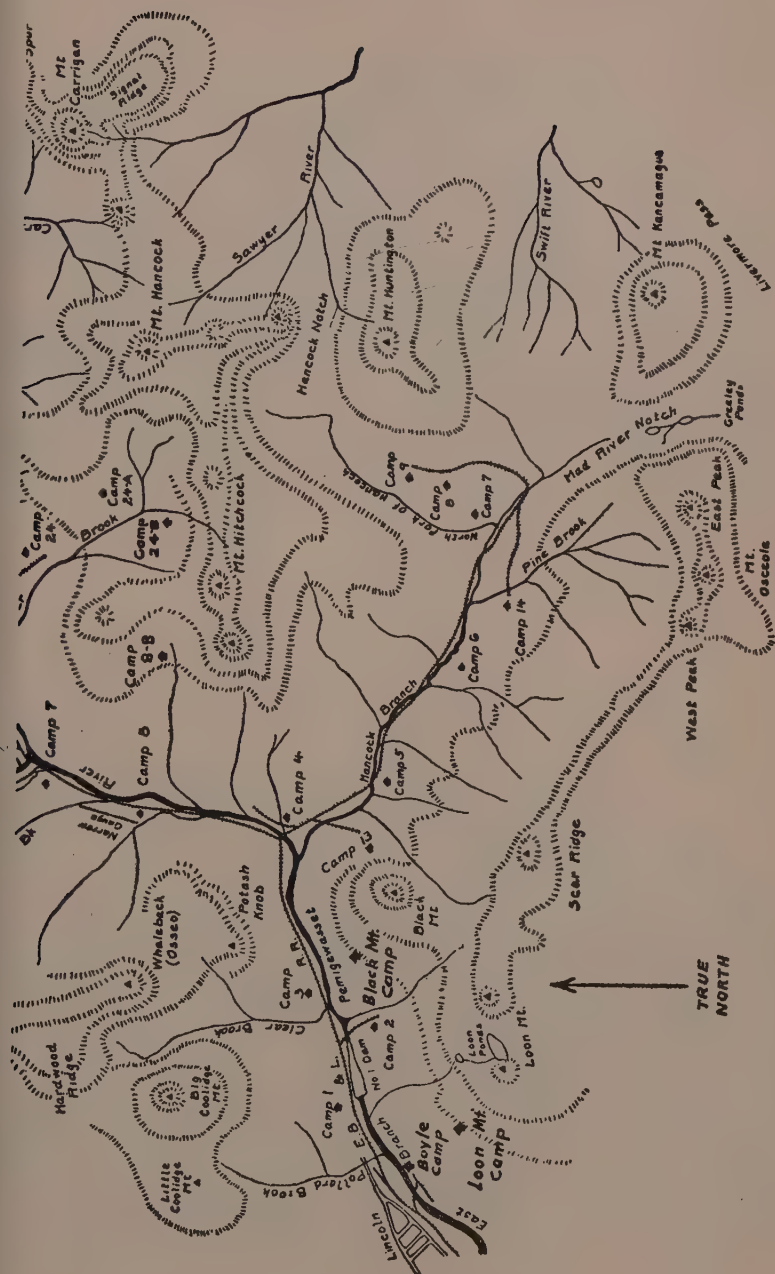 Spur
Mt
Carrigan
Signal
Ridge
Sawyer
River
Mt. Hancock
Hancock Notch
Mt. Huntington
Swift River
Mt Kancamagus
Livermore Pass
Camp
24
Camp
24-A
Brook
Camp
24-B
Mt. Hitchcock
Camp
8-B
North Fork of Hancock
Camp
9
Camp
8
Camp 7
Mad River Notch
Greeley
Ponds
Pine Brook
Camp 14
Camp 6
East Peak
Mt.
Osceola
West Peak
Camp 7
River
Camp 8
Bk
Narrow
Gauge
Camp 4
Hancock
Branch
Camp 5
Camp 13
Whaleback
(Osseo)
Potash
Knob
Black
Mt
Scar Ridge
Hardwood
Ridge
Clear Brook
Camp
3
R.R.
Pemigewasset
Black Mt.
Camp
Big
Coolidge
Mt.
Little
Coolidge
Mt
Camp 1
E.B. & L.
No 1 Dam
Camp 2
Loon
Ponds
Loon Mt.
Pollard Brook
Lincoln
East
Branch
Boyle
Camp
Loon Mt.
Camp
TRUE
NORTH